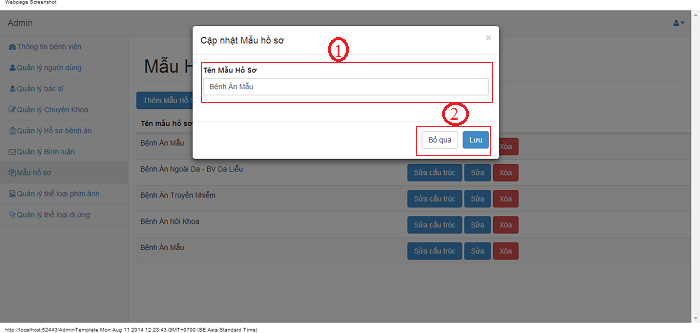 Webpage Screenshot
Admin
Cập nhật Mẫu hồ sơ
×
1
Tên Mẫu Hồ Sơ
Bệnh Án Mẫu
2
Bỏ qua
Lưu
Thông tin bệnh viên
Quản lý người dùng
Quản lý bác sĩ
Quản lý Chuyên Khoa
Quản lý Hồ sơ bệnh án
Quản lý Bình luận
Mẫu hồ sơ
Quản lý thể loại phim ảnh
Quản lý thể loại dị ứng
Mẫu H
Thêm Mẫu Hồ S
Tên mẫu hồ sơ
Bệnh Án Mẫu
Xóa
Bệnh Án Ngoài Da - BV Da Liễu
Sửa cấu trúc
Sửa
Xóa
Bệnh Án Truyền Nhiễm
Sửa cấu trúc
Sửa
Xóa
Bệnh Án Nội Khoa
Sửa cấu trúc
Sửa
Xóa
Bệnh Án Mẫu
Sửa cấu trúc
Sửa
Xóa
http://localhost:52443/AdminTemplate Mon Aug 11 2014 12:23:43 GMT+0700 (SE Asia Standard Time)